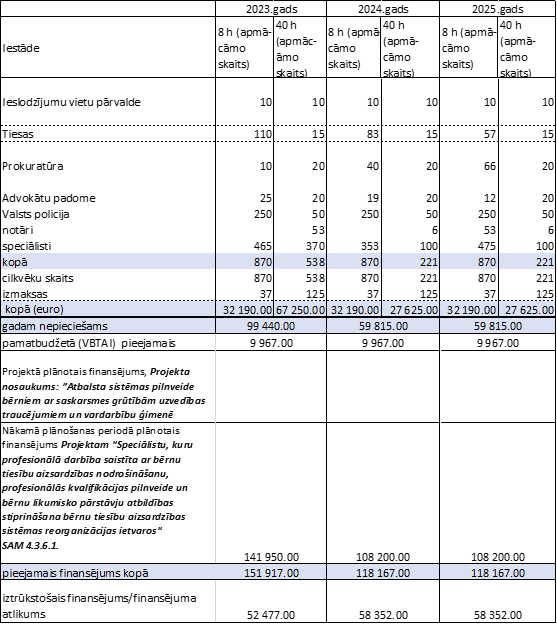 2023.gads 2024.gads 2025.gads
Iestāde 8 h (apmā-cāmo skaits) 40 h (apmāc-āmo skaits) 8 h (apmā-cāmo skaits) 40 h (apmā-cāmo skaits) 8 h (apmā-cāmo skaits) 40 h (apmā-cāmo skaits)
Ieslodzījumu vietu pārvalde 10 10 10 10 10 10
Tiesas 110 15 83 15 57 15
Prokuratūra 10 20 40 20 66 20
Advokātu padome 25 20 19 20 12 20
Valsts policija 250 50 250 50 250 50
notāri 53 6 53 6
speciālisti 465 370 353 100 475 100
kopā 870 538 870 221 870 221
cilkvēku skaits 870 538 870 221 870 221
izmaksas 37 125 37 125 37 125
kopā (euro) 32 190.00 67 250.00 32 190.00 27 625.00 32 190.00 27 625.00
gadam nepieciešams 99 440.00 59 815.00 59 815.00
pamatbudžetā (VBTAI) pieejamais 9 967.00 9 967.00 9 967.00
Projektā plānotais finansējums, Projekta
nosaukums: "Atbalsta sistēmas pilnveide
bērniem ar saskarsmes grūtībām uzvedības
traucējumiem un vardarbību ģimenē
Nākamā plānošanas periodā plānotais
finansējums Projektam "Speciālistu, kuru
profesionālā darbība saistīta ar bērnu
tiesību aizsardzības nodrošināšanu,
profesionālās kvalifikācijas pilnveide un
bērnu likumisko pārstāvju atbildības
stiprināšana bērnu tiesību aizsardzības
sistēmas reorganizācijas ietvaros"
SAM 4.3.6.1.
141 950.00 108 200.00 108 200.00
pieejamais finansējums kopā 151 917.00 118 167.00 118 167.00
iztrūkstošais finansējums/finansējuma
atlikums 52 477.00 58 352.00 58 352.00